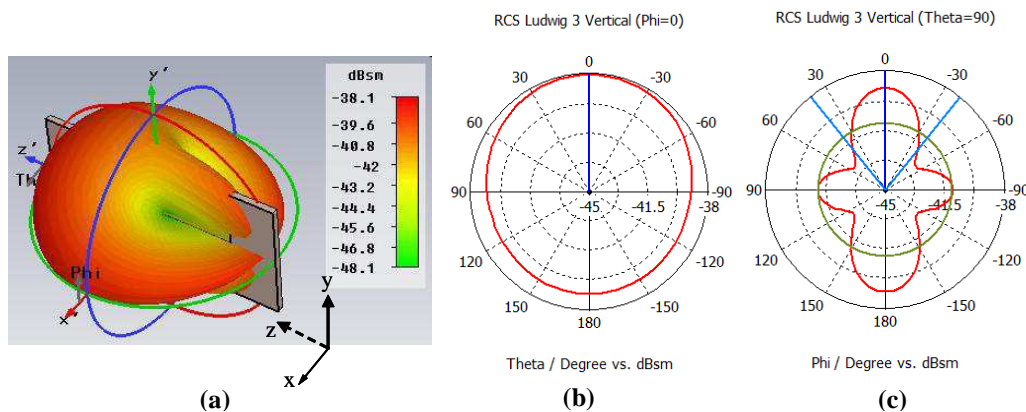 y'
z'
Th
Phi
x'
dBsm
-38.1
-39.6
-40.8
-42
-43.2
-44.4
-45.6
-46.8
-48.1
y
z
x
(a)
RCS Ludwig 3 Vertical (Phi=0)
0
30
-30
60
-60
90
-45
-41.5
-38
-90
120
-120
150
-150
180
Theta / Degree vs. dBsm
(b)
RCS Ludwig 3 Vertical (Theta=90)
0
30
-30
60
-60
90
-45
-41.5
-38
-90
120
-120
150
-150
180
Phi / Degree vs. dBsm
(c)